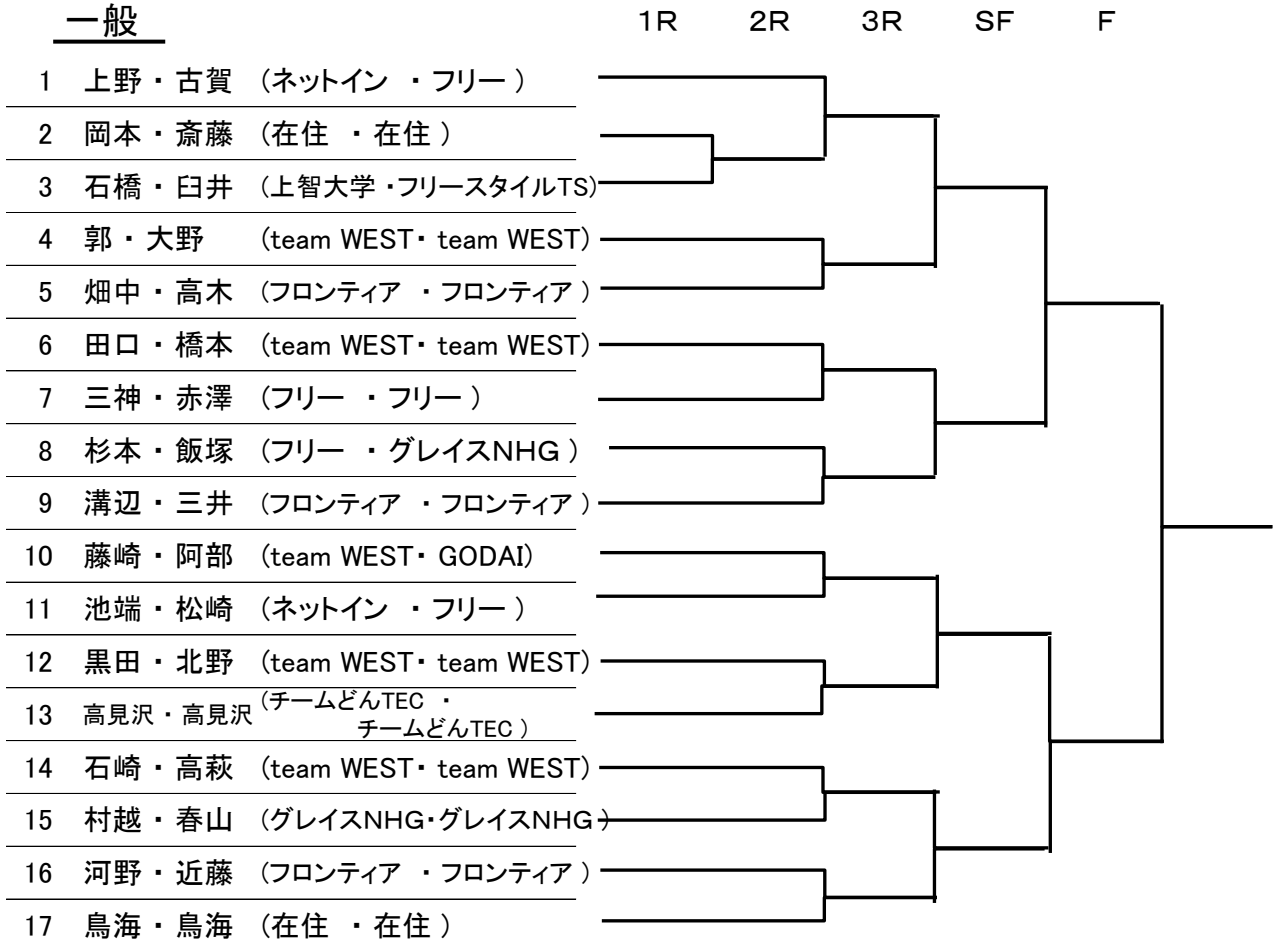 一般 1R 2R 3R SF F
1 上野・古賀 (ネットイン ・フリー )
2 岡本・斎藤 (在住 ・在住 )
3 石橋・臼井 (上智大学・フリースタイルTS)
4 郭・大野 (team WEST・ team WEST)
5 畑中・高木 (フロンティア ・フロンティア )
6 田口・橋本 (team WEST・ team WEST)
7 三神・赤澤 (フリー ・フリー )
8 杉本・飯塚 (フリー ・グレイスNHG )
9 溝辺・三井 (フロンティア ・フロンティア )
10 藤崎・阿部 (team WEST・ GODAI)
11 池端・松崎 (ネットイン ・フリー )
12 黒田・北野 (team WEST・ team WEST)
13 高見沢・高見沢 (チームどんTEC ・
チームどんTEC )
14 石崎・高萩 (team WEST・ team WEST)
15 村越・春山 (グレイスNHG・グレイスNHG )
16 河野・近藤 (フロンティア ・フロンティア )
17 鳥海・鳥海 (在住 ・在住 )